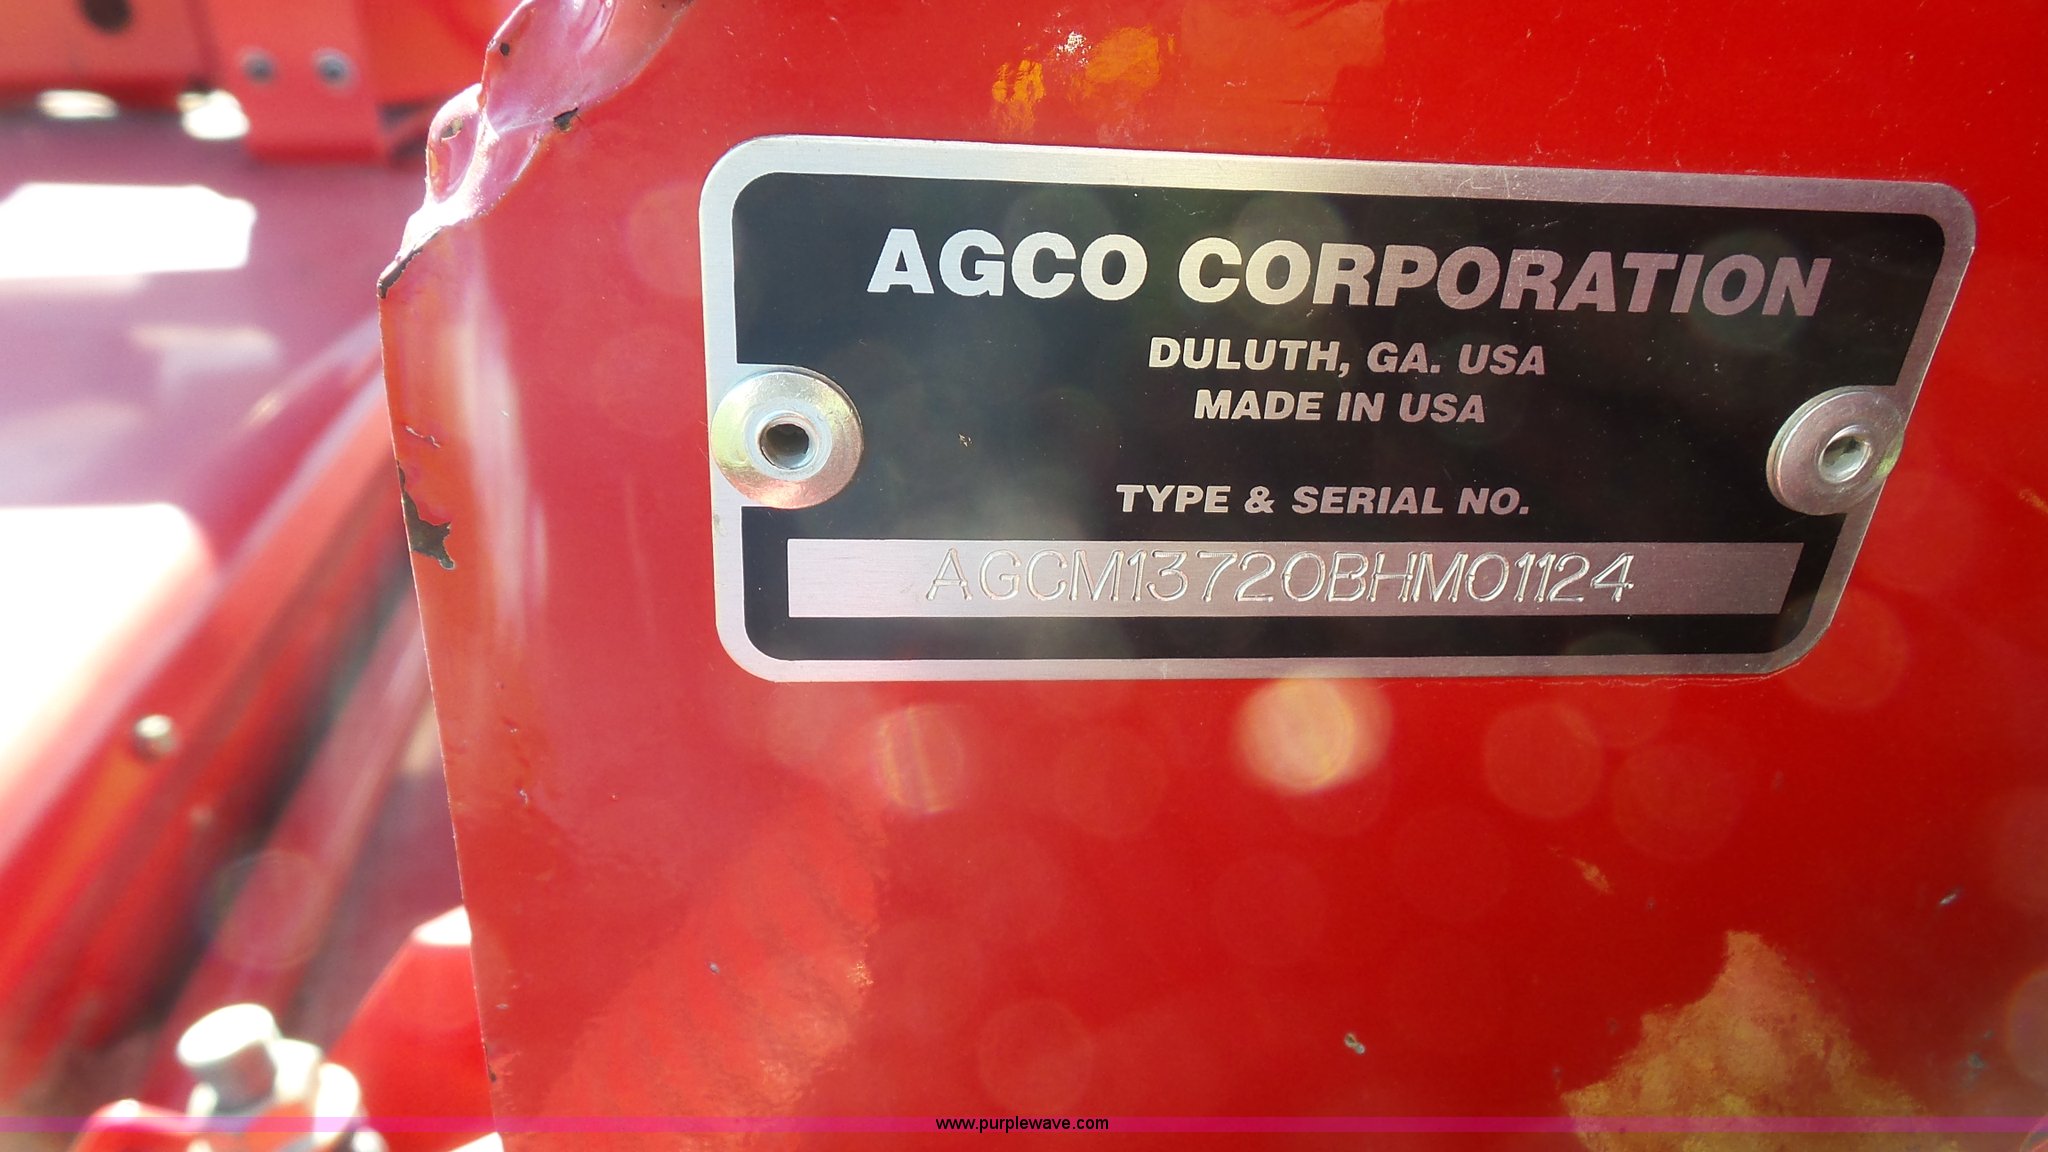 AGCO CORPORATION
DULUTH, GA. USA
MADE IN USA
TYPE & SERIAL NO.
AGCM13720BHM01124
www.purplewave.com